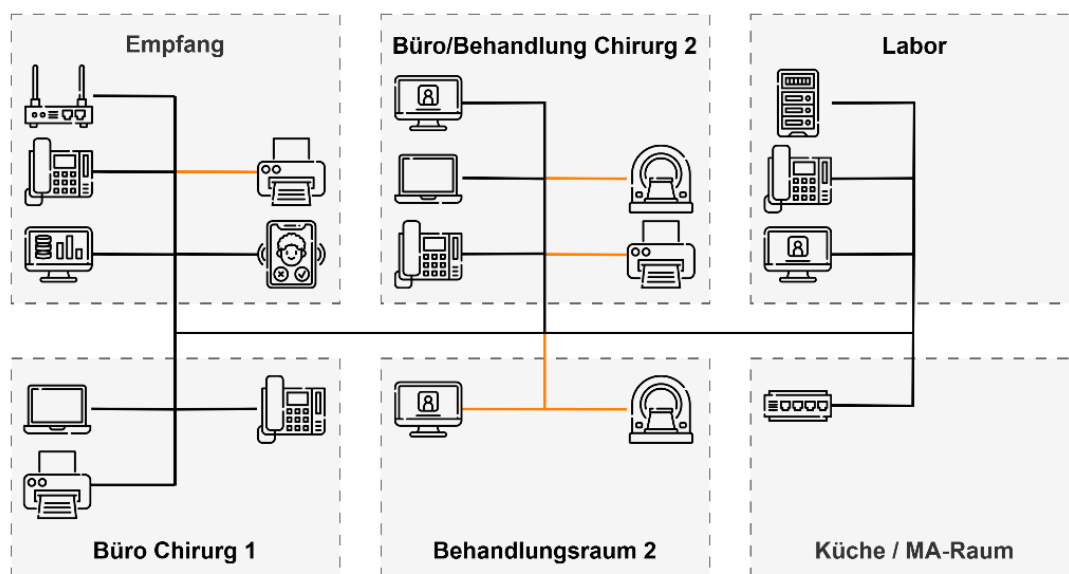 Empfang
Büro/Behandlung Chirurg 2
Labor
Büro Chirurg 1
Behandlungsraum 2
Küche / MA-Raum